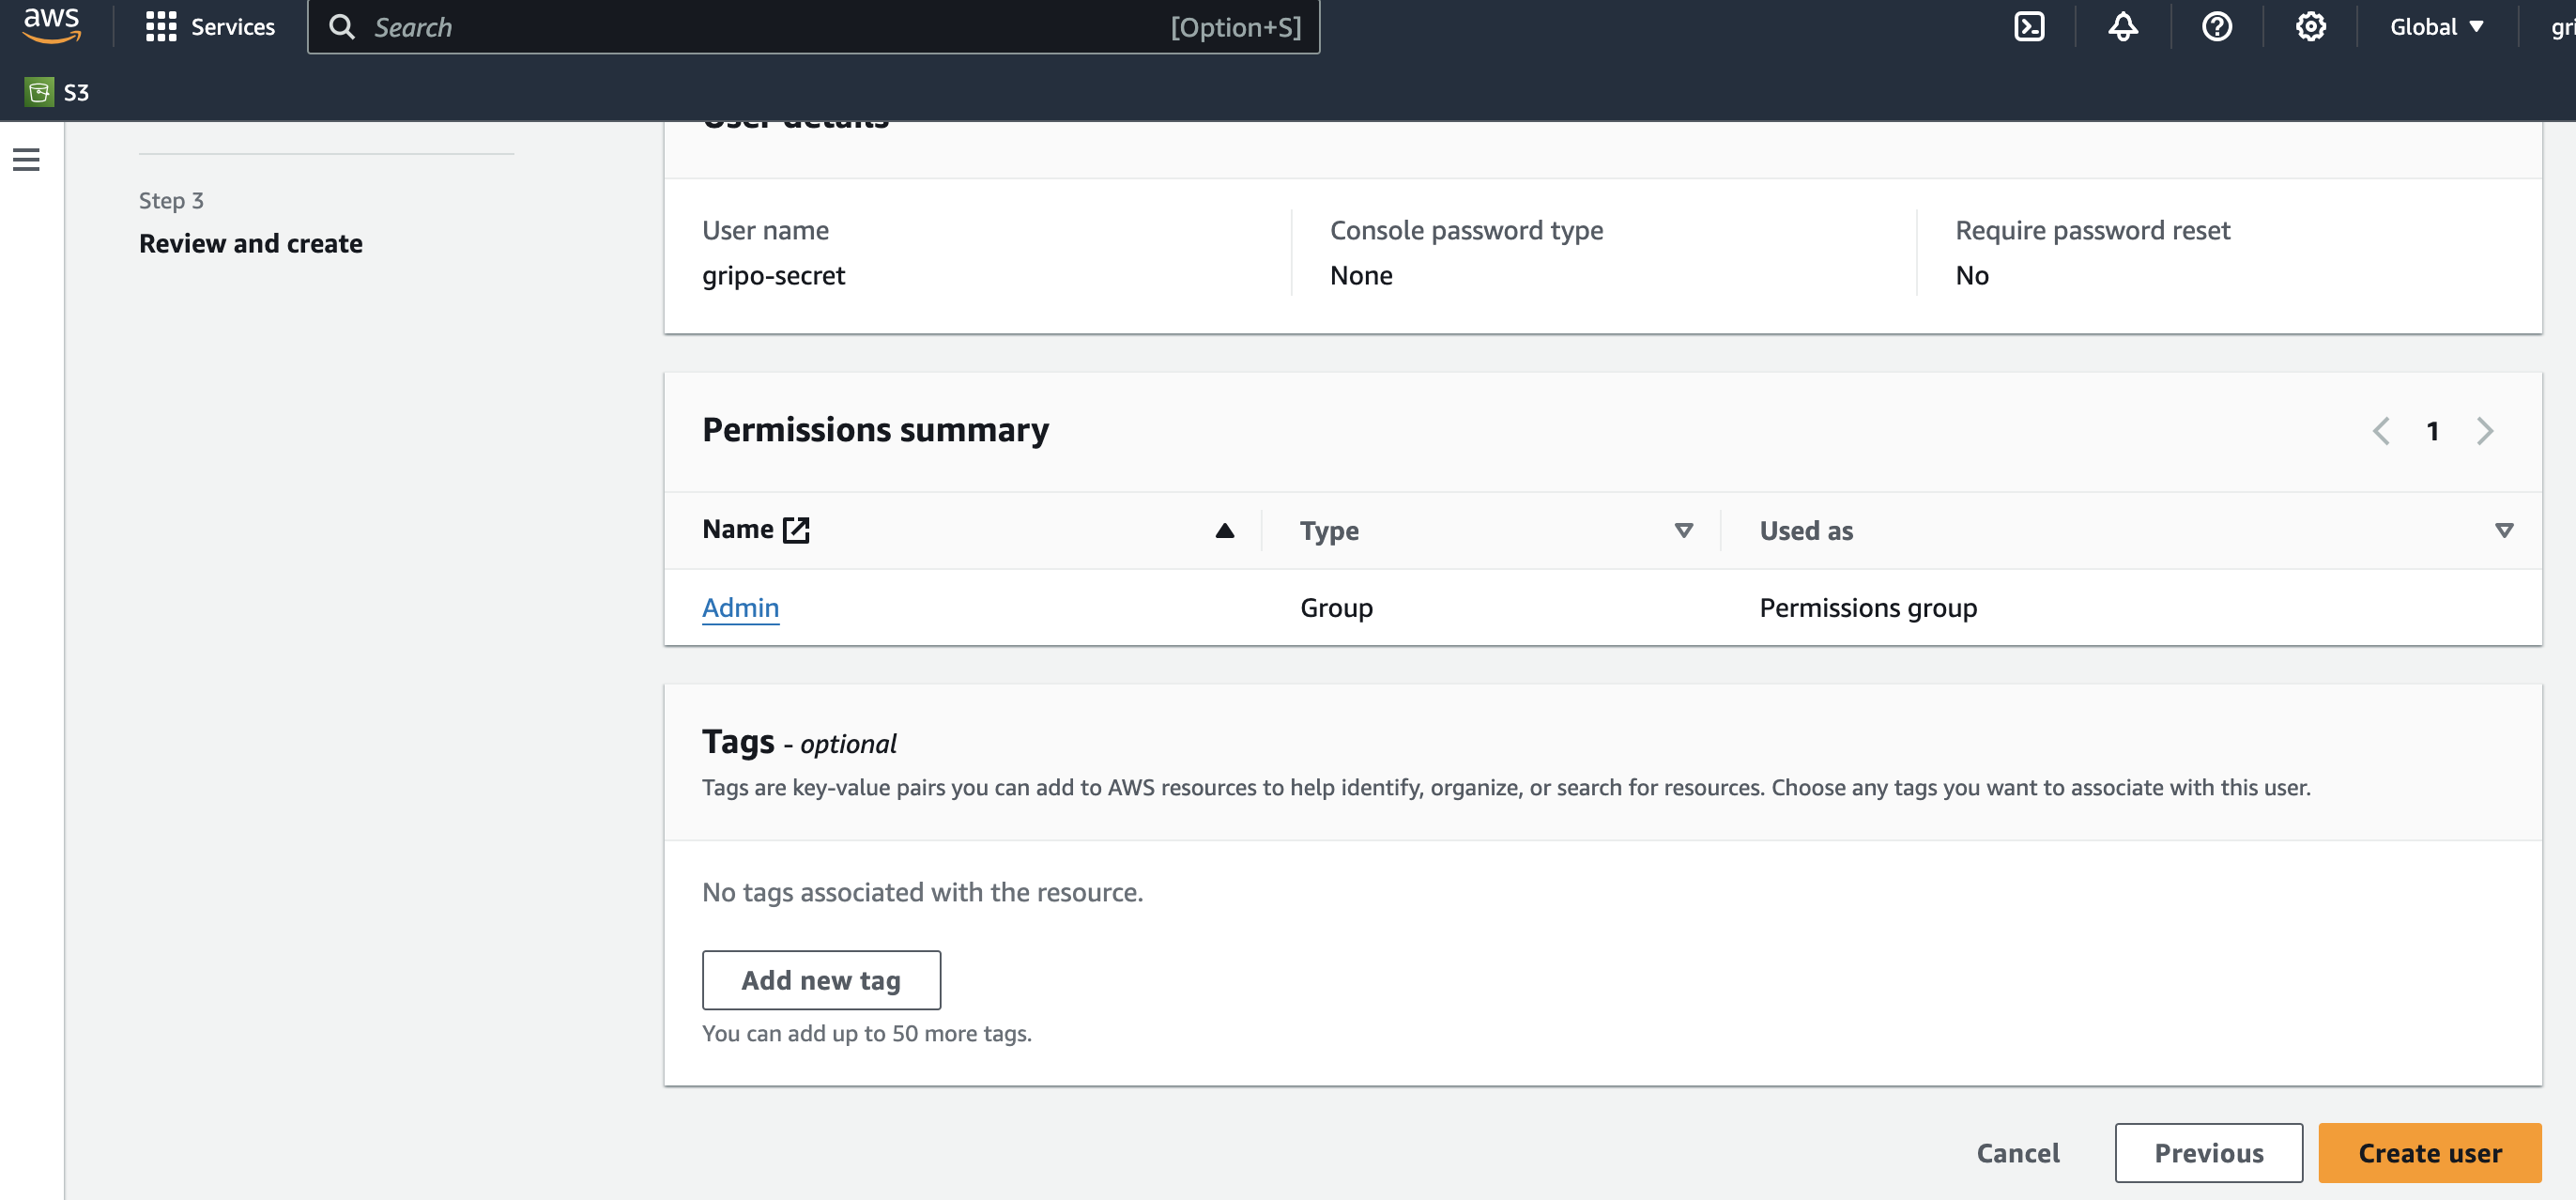 aws
Services
Search
[Option+S]
Global
S3
User details
Step 3
Review and create
User name
gripo-secret
Console password type
None
Require password reset
No
Permissions summary
1
Name
Type
Used as
Admin
Group
Permissions group
Tags - optional
Tags are key-value pairs you can add to AWS resources to help identify, organize, or search for resources. Choose any tags you want to associate with this user.
No tags associated with the resource.
Add new tag
You can add up to 50 more tags.
Cancel
Previous
Create user